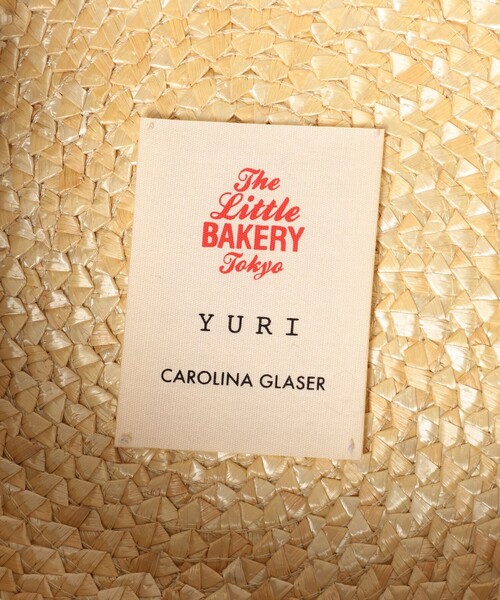 The
Little
BAKERY
Tokyo
YURI
CAROLINA GLASER